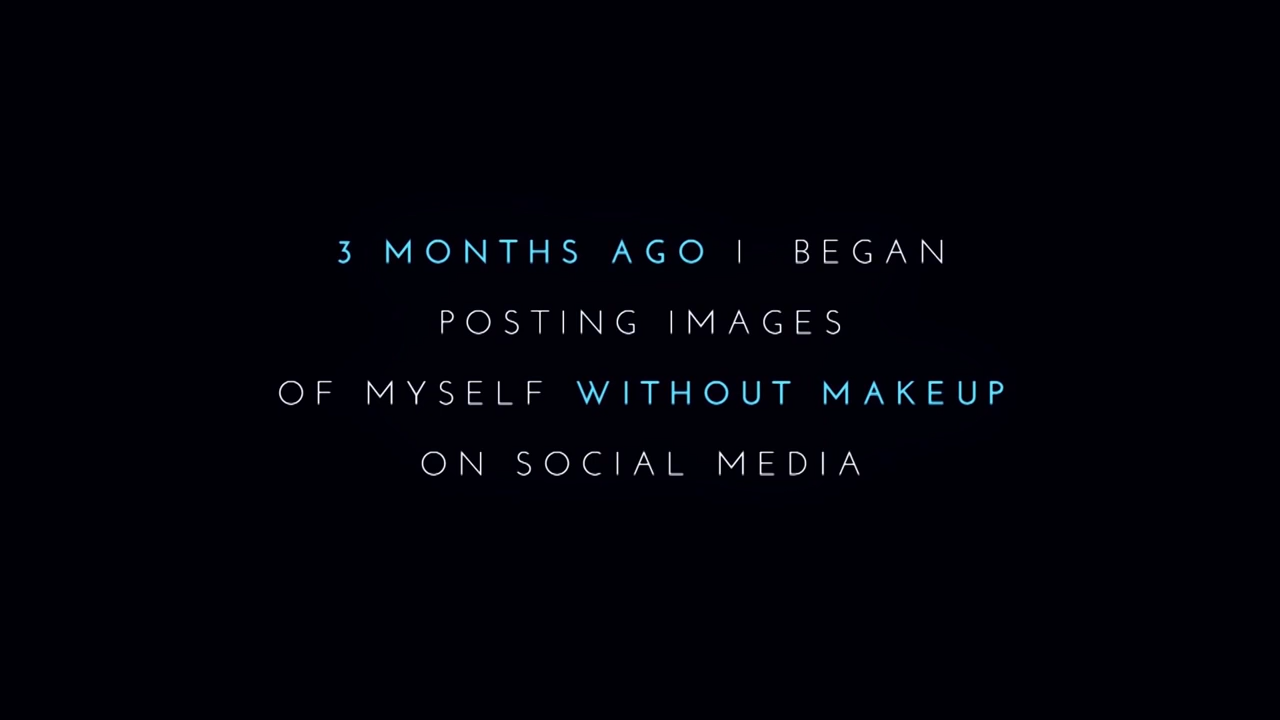 3 MONTHS AGO I BEGAN
POSTING IMAGES
OF MYSELF WITHOUT MAKEUP
ON SOCIAL MEDIA